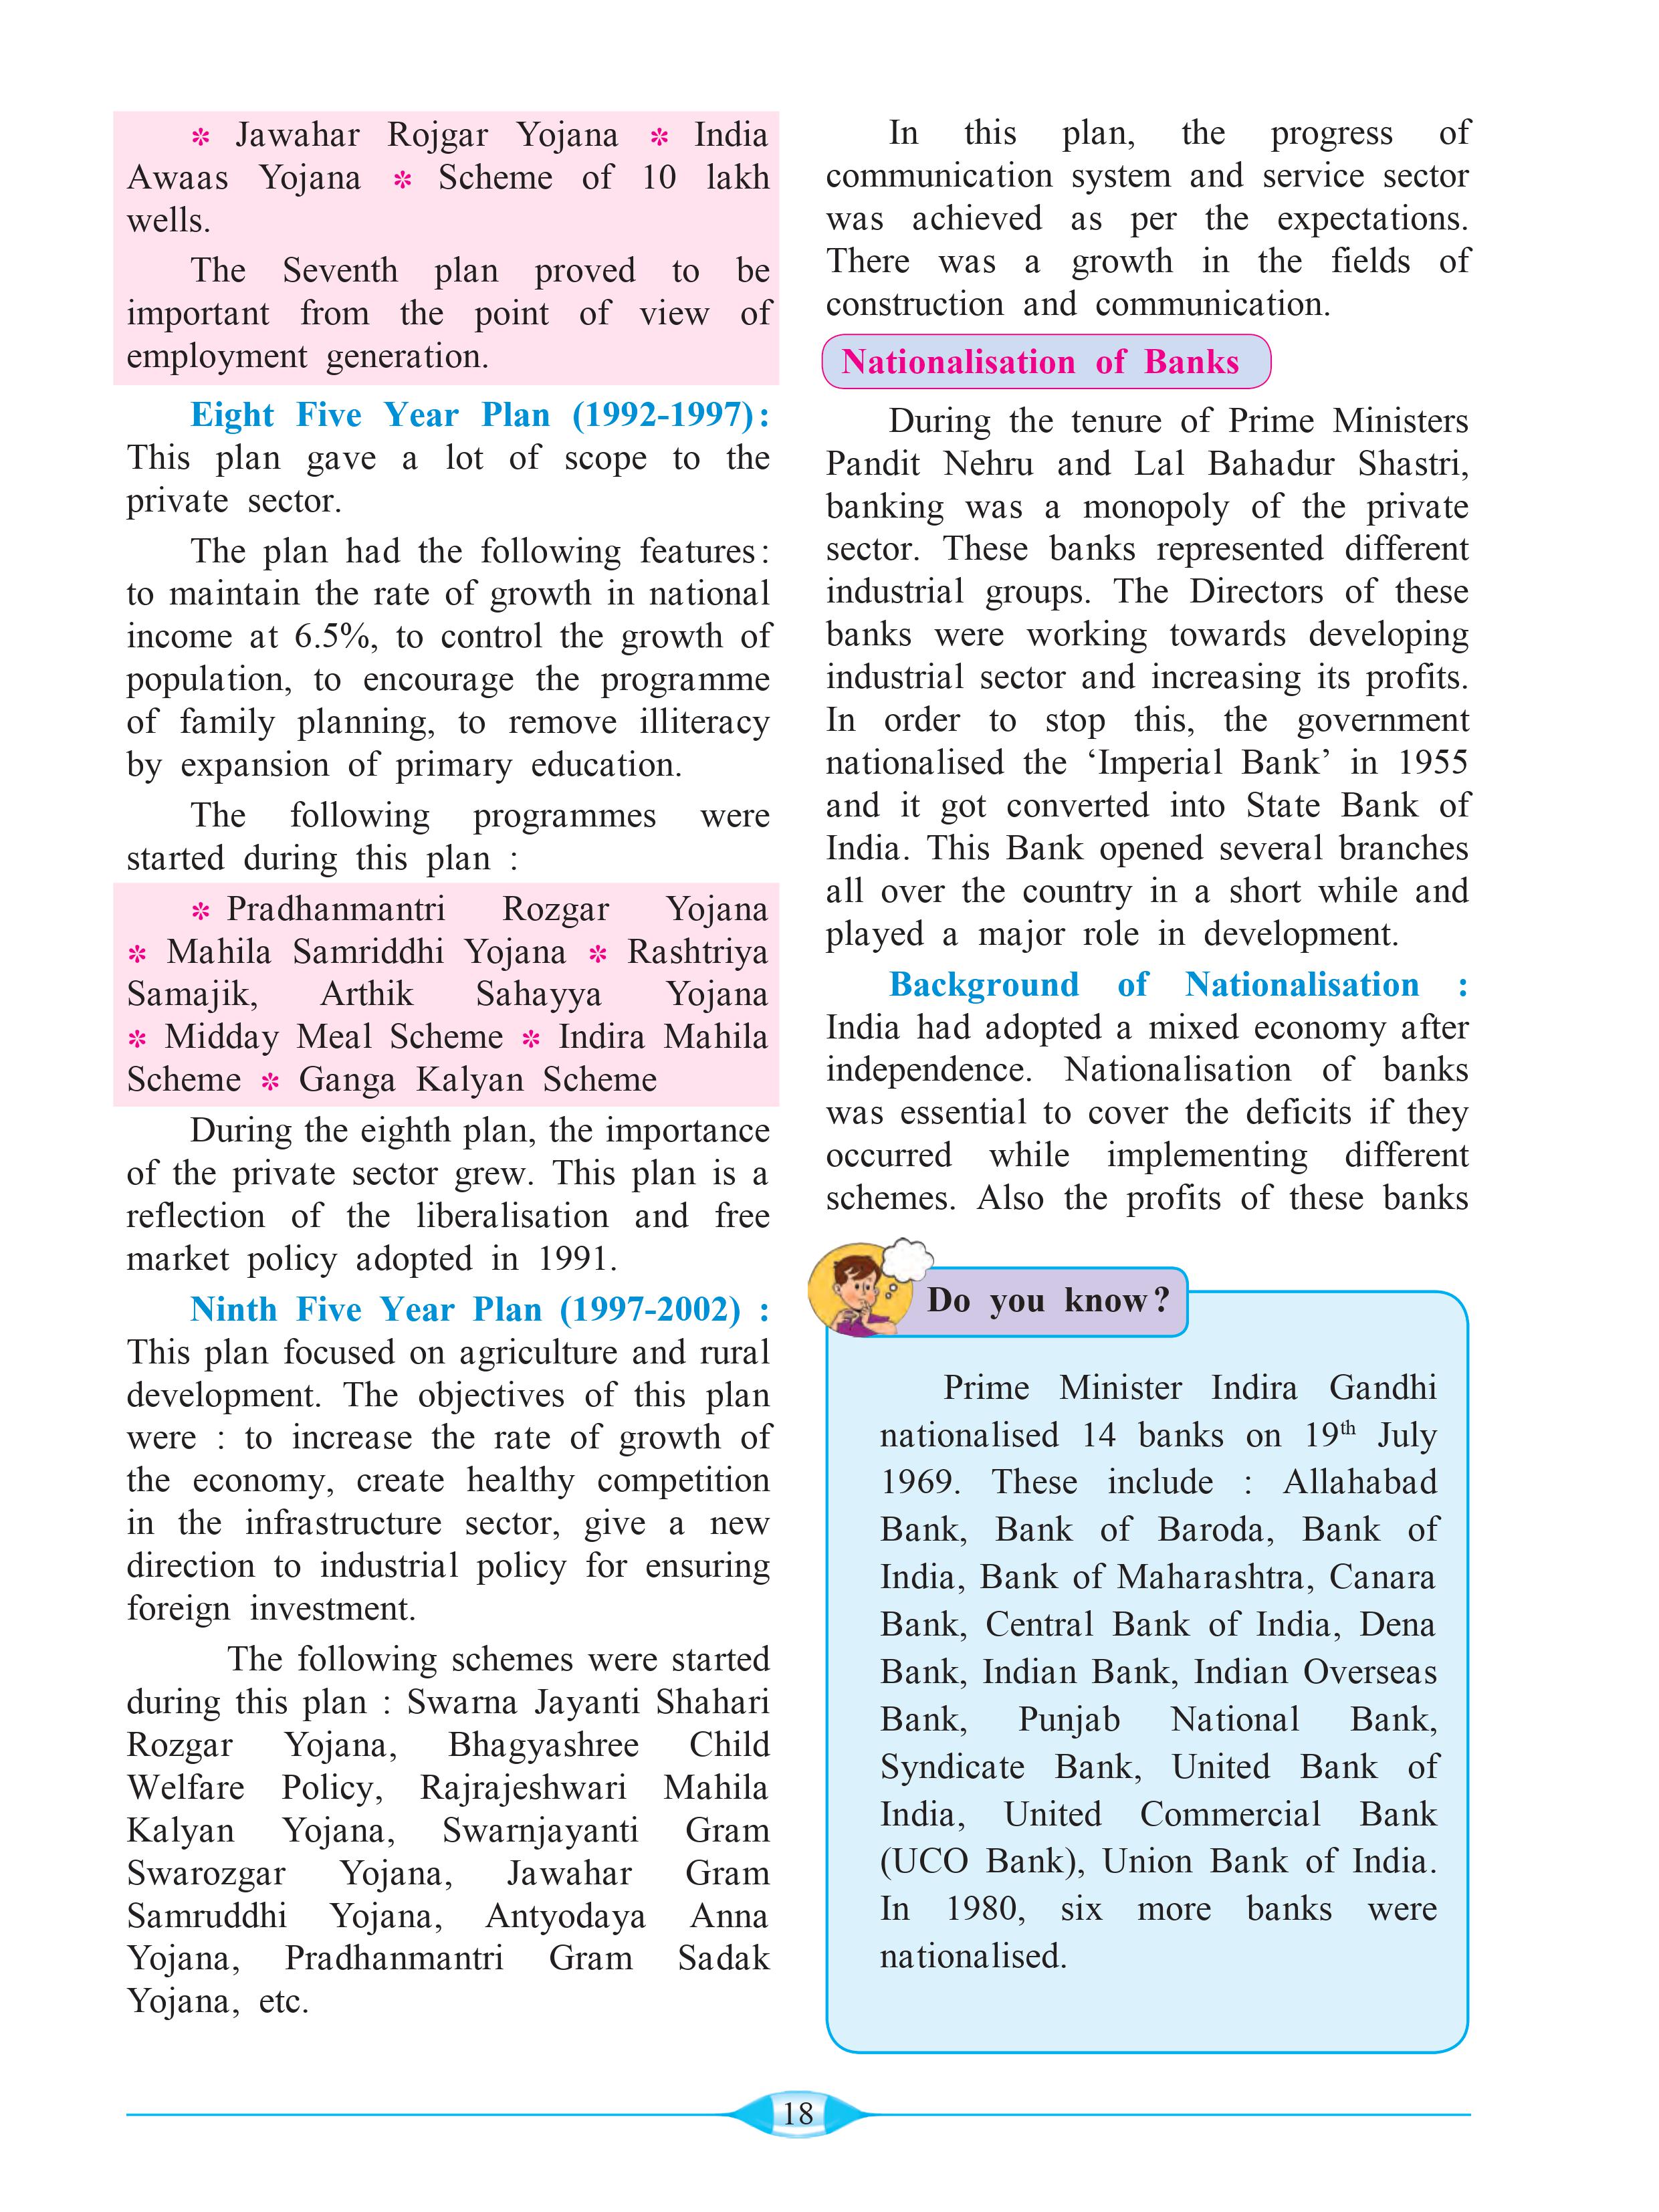 ✽ Jawahar Rojgar Yojana ✽ India
Awaas Yojana ✽ Scheme of 10 lakh
wells.
The Seventh plan proved to be
important from the point of view of
employment generation.
Eight Five Year Plan (1992-1997):
This plan gave a lot of scope to the
private sector.
The plan had the following features:
to maintain the rate of growth in national
income at 6.5%, to control the growth of
population, to encourage the programme
of family planning, to remove illiteracy
by expansion of primary education.
The following programmes were
started during this plan :
✽ Pradhanmantri Rozgar Yojana
✽ Mahila Samriddhi Yojana ✽ Rashtriya
Samajik, Arthik Sahayya Yojana
✽ Midday Meal Scheme ✽ Indira Mahila
Scheme ✽ Ganga Kalyan Scheme
During the eighth plan, the importance
of the private sector grew. This plan is a
reflection of the liberalisation and free
market policy adopted in 1991.
Ninth Five Year Plan (1997-2002) :
This plan focused on agriculture and rural
development. The objectives of this plan
were : to increase the rate of growth of
the economy, create healthy competition
in the infrastructure sector, give a new
direction to industrial policy for ensuring
foreign investment.
The following schemes were started
during this plan : Swarna Jayanti Shahari
Rozgar Yojana, Bhagyashree Child
Welfare Policy, Rajrajeshwari Mahila
Kalyan Yojana, Swarnjayanti Gram
Swarozgar Yojana, Jawahar Gram
Samruddhi Yojana, Antyodaya Anna
Yojana, Pradhanmantri Gram Sadak
Yojana, etc.
In this plan, the progress of
communication system and service sector
was achieved as per the expectations.
There was a growth in the fields of
construction and communication.
Nationalisation of Banks
During the tenure of Prime Ministers
Pandit Nehru and Lal Bahadur Shastri,
banking was a monopoly of the private
sector. These banks represented different
industrial groups. The Directors of these
banks were working towards developing
industrial sector and increasing its profits.
In order to stop this, the government
nationalised the ‘Imperial Bank’ in 1955
and it got converted into State Bank of
India. This Bank opened several branches
all over the country in a short while and
played a major role in development.
Background of Nationalisation :
India had adopted a mixed economy after
independence. Nationalisation of banks
was essential to cover the deficits if they
occurred while implementing different
schemes. Also the profits of these banks
Do you know?
Prime Minister Indira Gandhi
nationalised 14 banks on 19th July
1969. These include : Allahabad
Bank, Bank of Baroda, Bank of
India, Bank of Maharashtra, Canara
Bank, Central Bank of India, Dena
Bank, Indian Bank, Indian Overseas
Bank, Punjab National Bank,
Syndicate Bank, United Bank of
India, United Commercial Bank
(UCO Bank), Union Bank of India.
In 1980, six more banks were
nationalised.
18